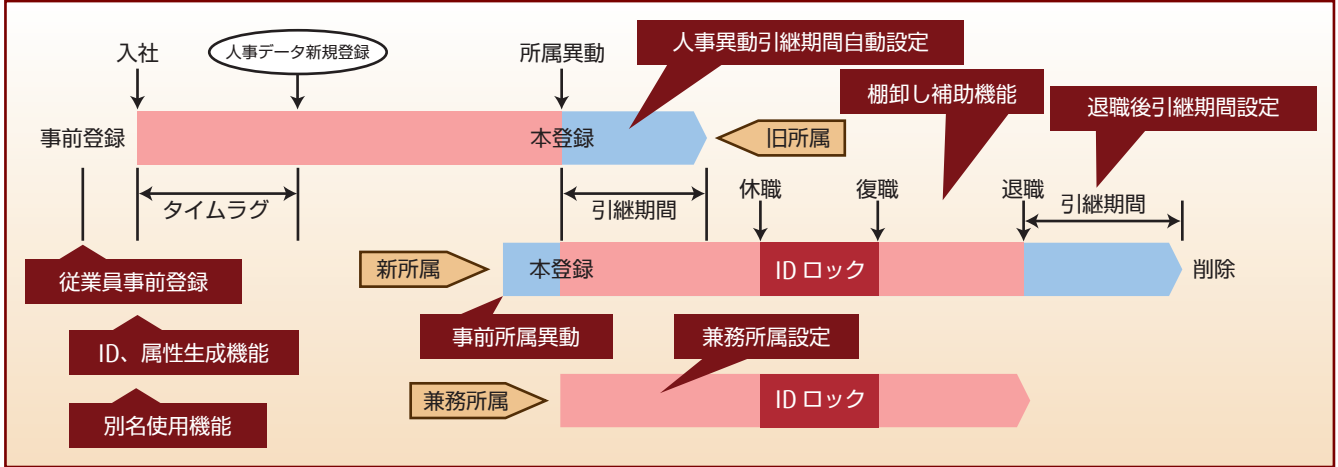 人事異動引継期間自動設定
入社
人事データ新規登録
所属異動
棚卸し補助機能
退職後引継期間設定
事前登録
本登録
旧所属
タイムラグ
引継期間
休職
復職
退職
引継期間
新所属
本登録
IDロック
削除
従業員事前登録
事前所属異動
兼務所属設定
ID、属性生成機能
兼務所属
IDロック
別名使用機能